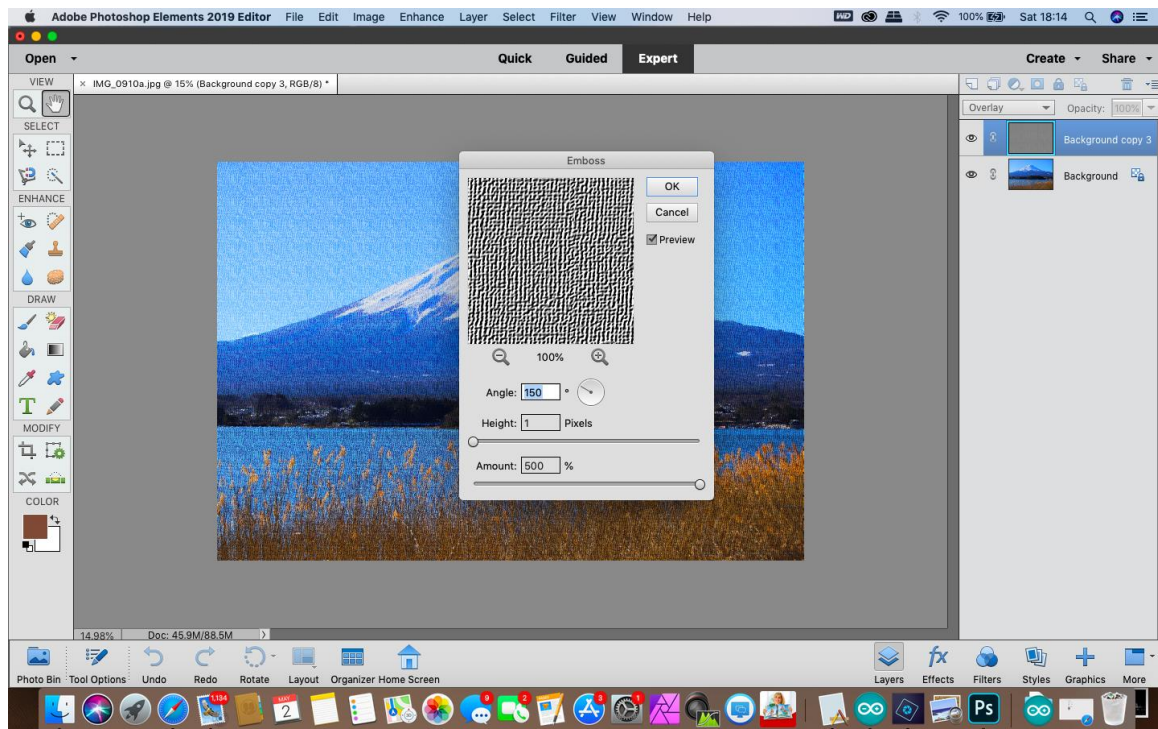 Adobe Photoshop Elements 2019 Editor File Edit Image Enhance Layer Select Filter View Window Help WD 100% Sat 18:14
Open Quick Guided Expert Create Share
VIEW × IMG_0910a.jpg @ 15% (Background copy 3, RGB/8) *
Overlay Opacity: 100%
SELECT
Background copy 3
Emboss
Background
OK
ENHANCE
Cancel
Preview
DRAW
100%
Angle: 150 °
T
Height: 1 Pixels
MODIFY
Amount: 500 %
COLOR
14.98% Doc: 45.9M/88.5M
Photo Bin Tool Options Undo Redo Rotate Layout Organizer Home Screen Layers fx Effects Filters Styles Graphics More
1,134 MAY 2 9 2 3 1 Ps